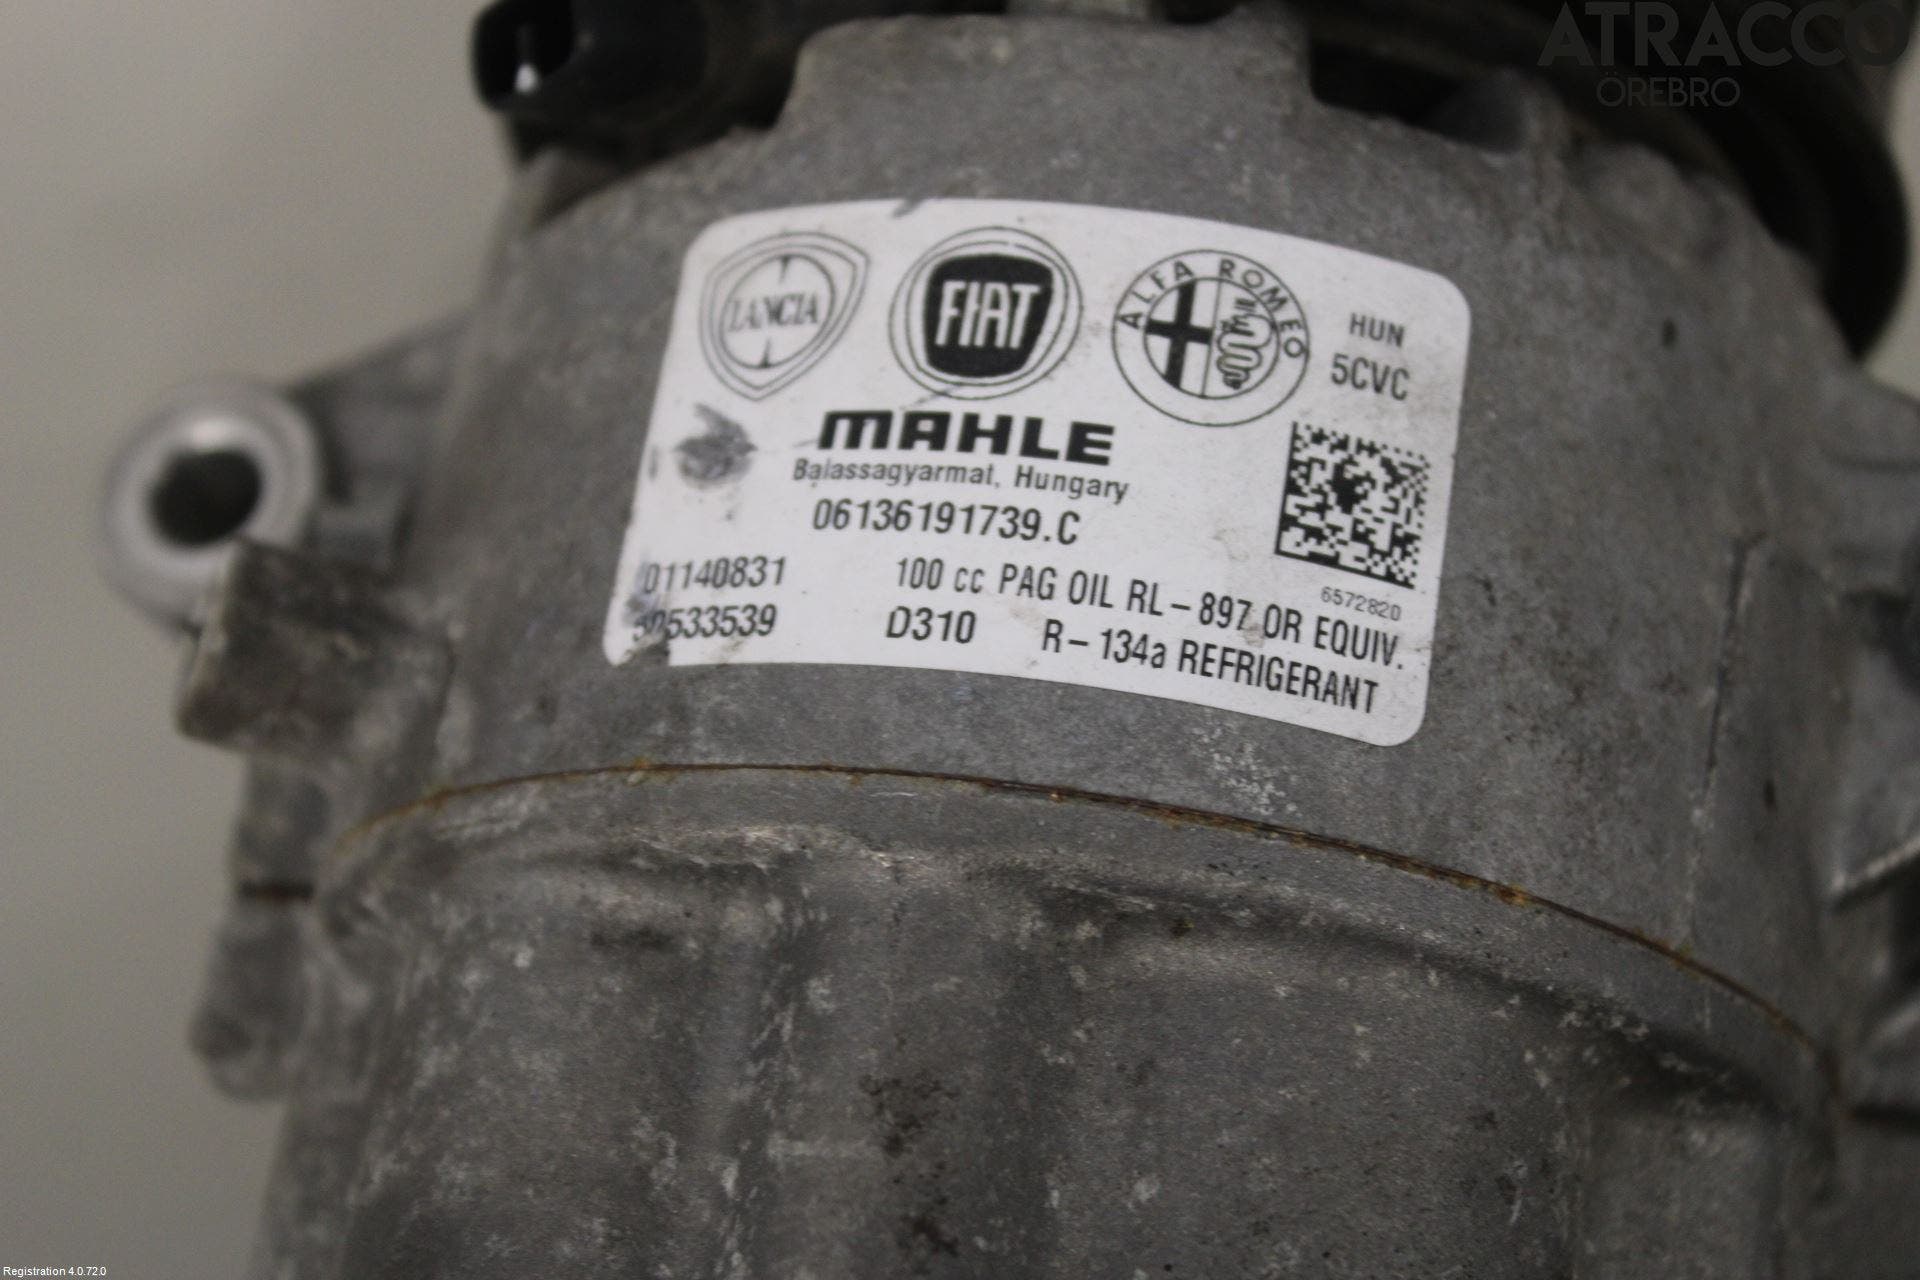 ATRACCO
ÖREBRO
LANCIA
FIAT
ALFA ROMEO
HUN
5CVC
MAHLE
Balassagyarmat, Hungary
06136191739.C
01140831
100 cc PAG OIL RL-897 OR EQUIV.
6572820
D310
R-134a REFRIGERANT
Registration 4.0.72.0